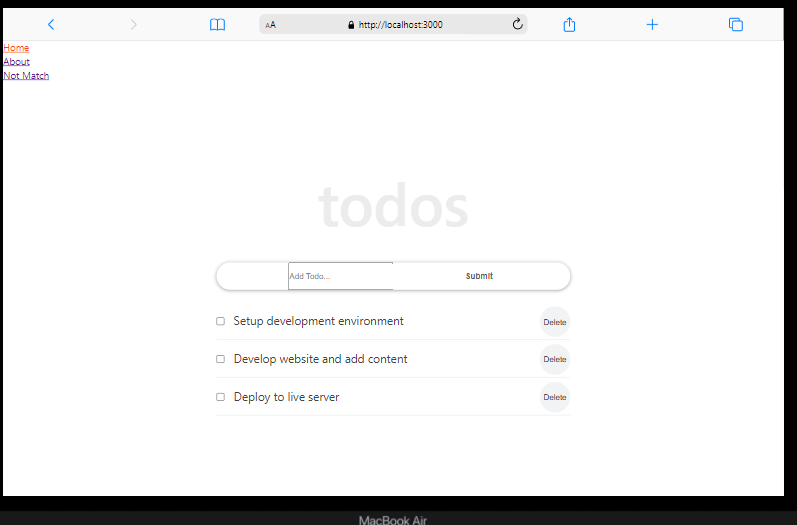 AA http://localhost:3000
Home
About
Not Match
todos
Add Todo... Submit
Setup development environment Delete
Develop website and add content Delete
Deploy to live server Delete
MacBook Air